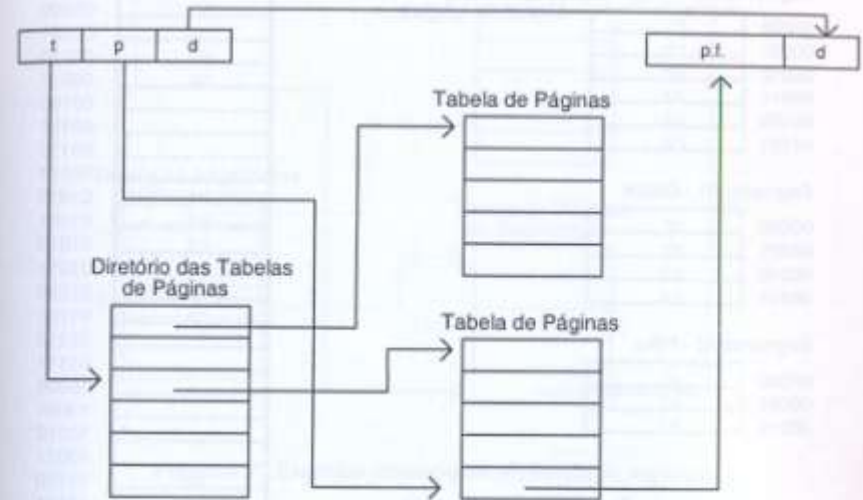 t p d
p.f. d
Tabela de Páginas
Diretório das Tabelas
de Páginas
Tabela de Páginas